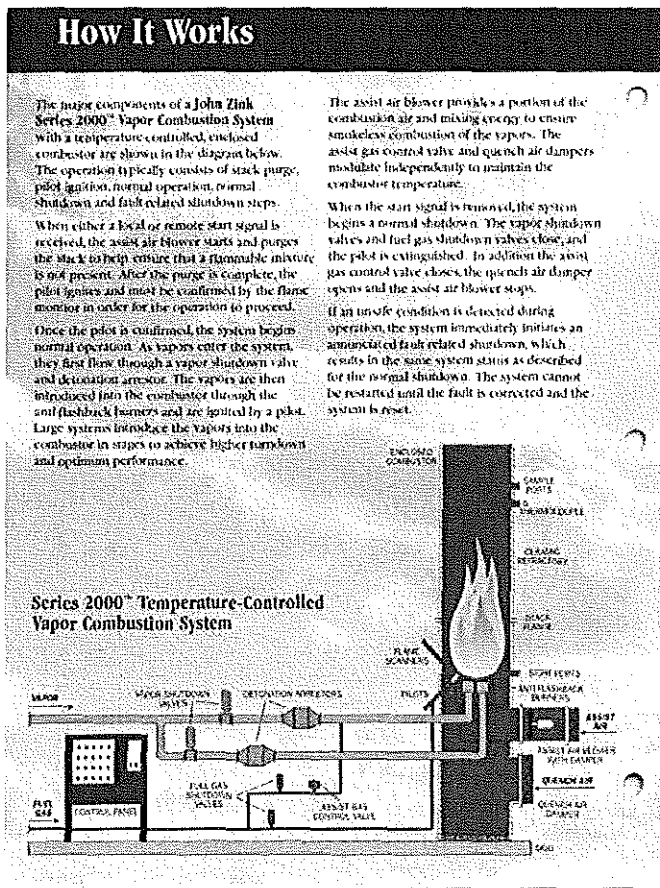 How It Works
The major components of a John Zink
Series 2000™ Vapor Combustion System
with a temperature-controlled, enclosed
combustor are shown in the diagram below.
The operation typically consists of stack purge,
pilot ignition, normal operation, normal
shutdown and fault related shutdown steps.
When either a local or remote start signal is
received, the assist air blower starts and purges
the stack to help ensure that a flammable mixture
is not present. After the purge is complete, the
pilot ignites and must be confirmed by the flame
monitor in order for the operation to proceed.
Once the pilot is confirmed, the system begins
normal operation. As vapors enter the system,
they first flow through a vapor shutdown valve
and detonation arrestor. The vapors are then
introduced into the combustor through the
anti-flashback burners and are ignited by a pilot.
Large systems introduce the vapors into the
combustor in stages to achieve higher turndown
and optimum performance.
The assist air blower provides a portion of the
combustion air and mixing energy to ensure
smokeless combustion of the vapors. The
assist gas control valve and quench air dampers
modulate independently to maintain the
combustor temperature.
When the start signal is removed, the system
begins a normal shutdown. The vapor shutdown
valves and fuel gas shutdown valves close, and
the pilot is extinguished. In addition the assist
gas control valve closes, the quench air damper
opens and the assist air blower stops.
If an unsafe condition is detected during
operation, the system immediately initiates an
annunciated fault related shutdown, which
results in the same system status as described
for the normal shutdown. The system cannot
be restarted until the fault is corrected and the
system is reset.
Series 2000™ Temperature-Controlled
Vapor Combustion System
ENCLOSED
COMBUSTOR
SAMPLE
PORTS
THERMOCOUPLE
CERAMIC
REFRACTORY
STACK
FLANGE
FLAME
SCANNERS
SIGHT PORTS
PILOTS
ANTI-FLASHBACK
BURNERS
VAPOR
VAPOR SHUTDOWN
VALVES
DETONATION ARRESTORS
ASSIST
AIR
ASSIST AIR BLOWER
WITH DAMPER
FUEL GAS
SHUTDOWN
VALVES
ASSIST GAS
CONTROL VALVE
QUENCH AIR
QUENCH AIR
DAMPER
FUEL
GAS
CONTROL PANEL
SKID